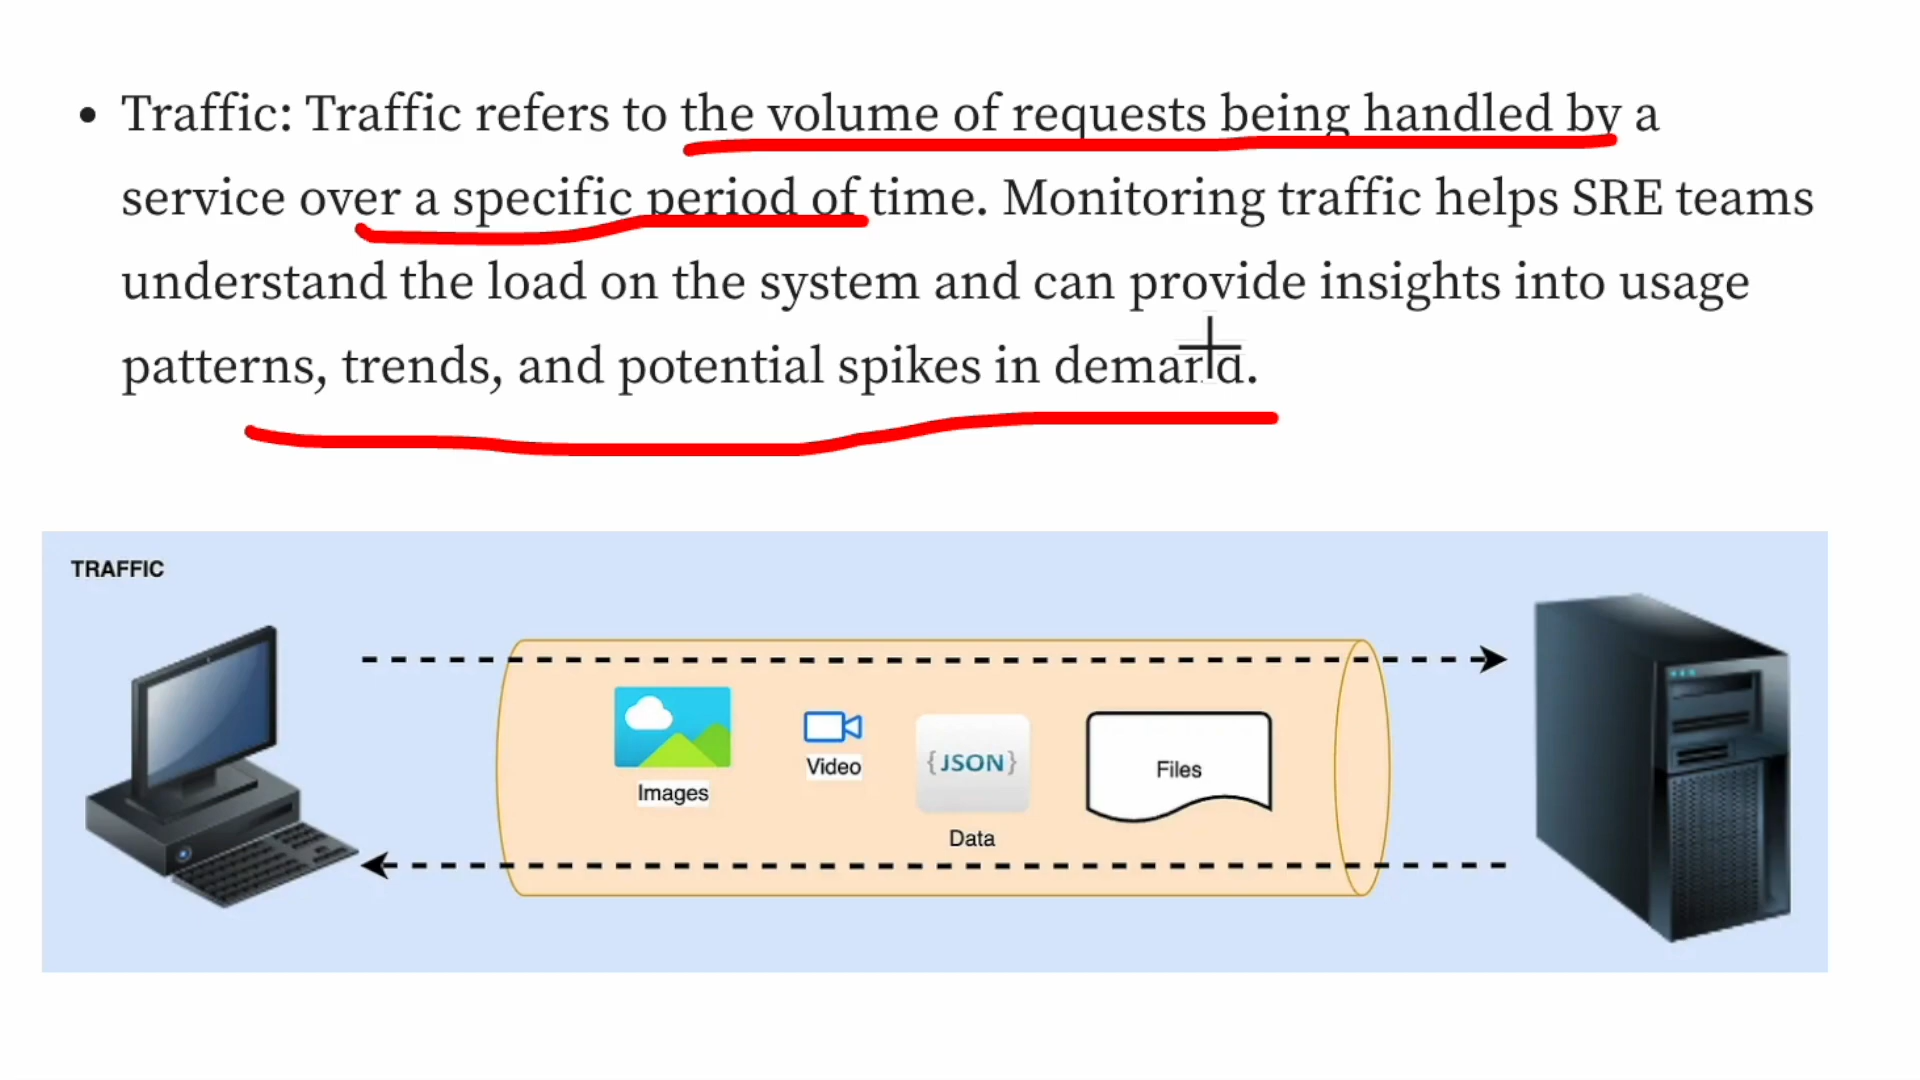 • Traffic: Traffic refers to the volume of requests being handled by a
service over a specific period of time. Monitoring traffic helps SRE teams
understand the load on the system and can provide insights into usage
patterns, trends, and potential spikes in demand.
TRAFFIC
Images
Video
{JSON}
Data
Files